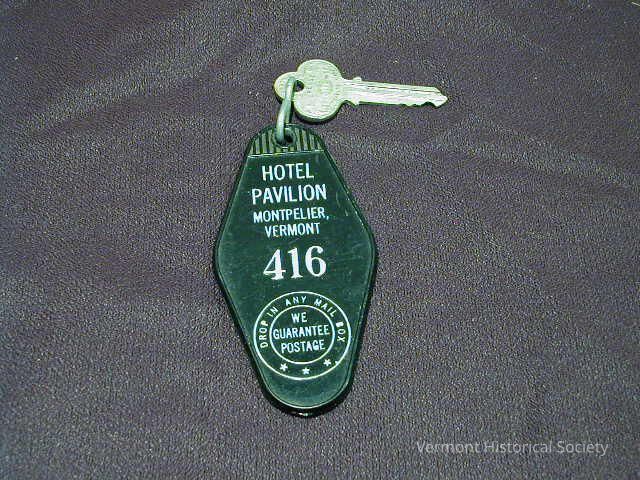 HOTEL
PAVILION
MONTPELIER,
VERMONT
416
DROP IN ANY MAIL BOX
WE
GUARANTEE
POSTAGE
Vermont Historical Society